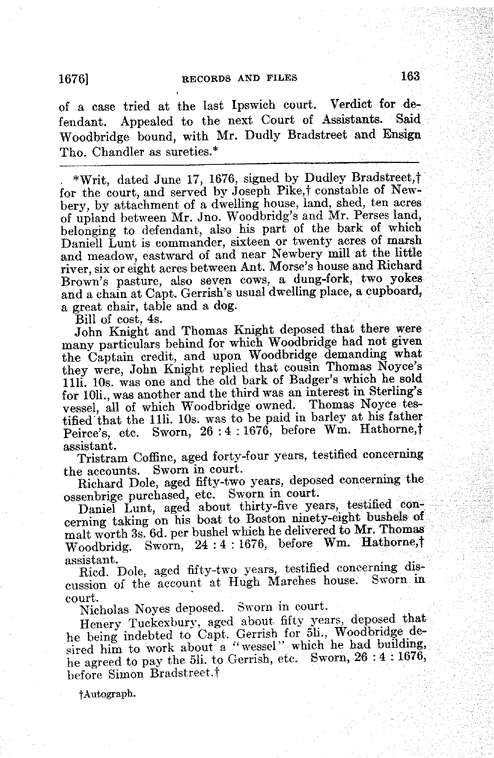 1676]  RECORDS AND FILES  163
of a case tried at the last Ipswich court. Verdict for de-
fendant. Appealed to the next Court of Assistants. Said
Woodbridge bound, with Mr. Dudly Bradstreet and Ensign
Tho. Chandler as sureties.*
*Writ, dated June 17, 1676, signed by Dudley Bradstreet,†
for the court, and served by Joseph Pike,† constable of New-
bery, by attachment of a dwelling house, land, shed, ten acres
of upland between Mr. Jno. Woodbridg's and Mr. Perses land,
belonging to defendant, also his part of the bark of which
Daniell Lunt is commander, sixteen or twenty acres of marsh
and meadow, eastward of and near Newbery mill at the little
river, six or eight acres between Ant. Morse's house and Richard
Brown's pasture, also seven cows, a dung-fork, two yokes
and a chain at Capt. Gerrish's usual dwelling place, a cupboard,
a great chair, table and a dog.
Bill of cost, 4s.
John Knight and Thomas Knight deposed that there were
many particulars behind for which Woodbridge had not given
the Captain credit, and upon Woodbridge demanding what
they were, John Knight replied that cousin Thomas Noyce's
11li. 10s. was one and the old bark of Badger's which he sold
for 10li., was another and the third was an interest in Sterling's
vessel, all of which Woodbridge owned. Thomas Noyce tes-
tified that the 11li. 10s. was to be paid in barley at his father
Peirce's, etc. Sworn, 26 : 4 : 1676, before Wm. Hathorne,†
assistant.
Tristram Coffinc, aged forty-four years, testified concerning
the accounts. Sworn in court.
Richard Dole, aged fifty-two years, deposed concerning the
ossenbrige purchased, etc. Sworn in court.
Daniel Lunt, aged about thirty-five years, testified con-
cerning taking on his boat to Boston ninety-eight bushels of
malt worth 3s. 6d. per bushel which he delivered to Mr. Thomas
Woodbridg. Sworn, 24 : 4 : 1676, before Wm. Hathorne,†
assistant.
Ricd. Dole, aged fifty-two years, testified concerning dis-
cussion of the account at Hugh Marches house. Sworn in
court.
Nicholas Noyes deposed. Sworn in court.
Henery Tuckexbury, aged about fifty years, deposed that
he being indebted to Capt. Gerrish for 5li., Woodbridge de-
sired him to work about a "wessel" which he had building,
he agreed to pay the 5li. to Gerrish, etc. Sworn, 26 : 4 : 1676,
before Simon Bradstreet.†
†Autograph.